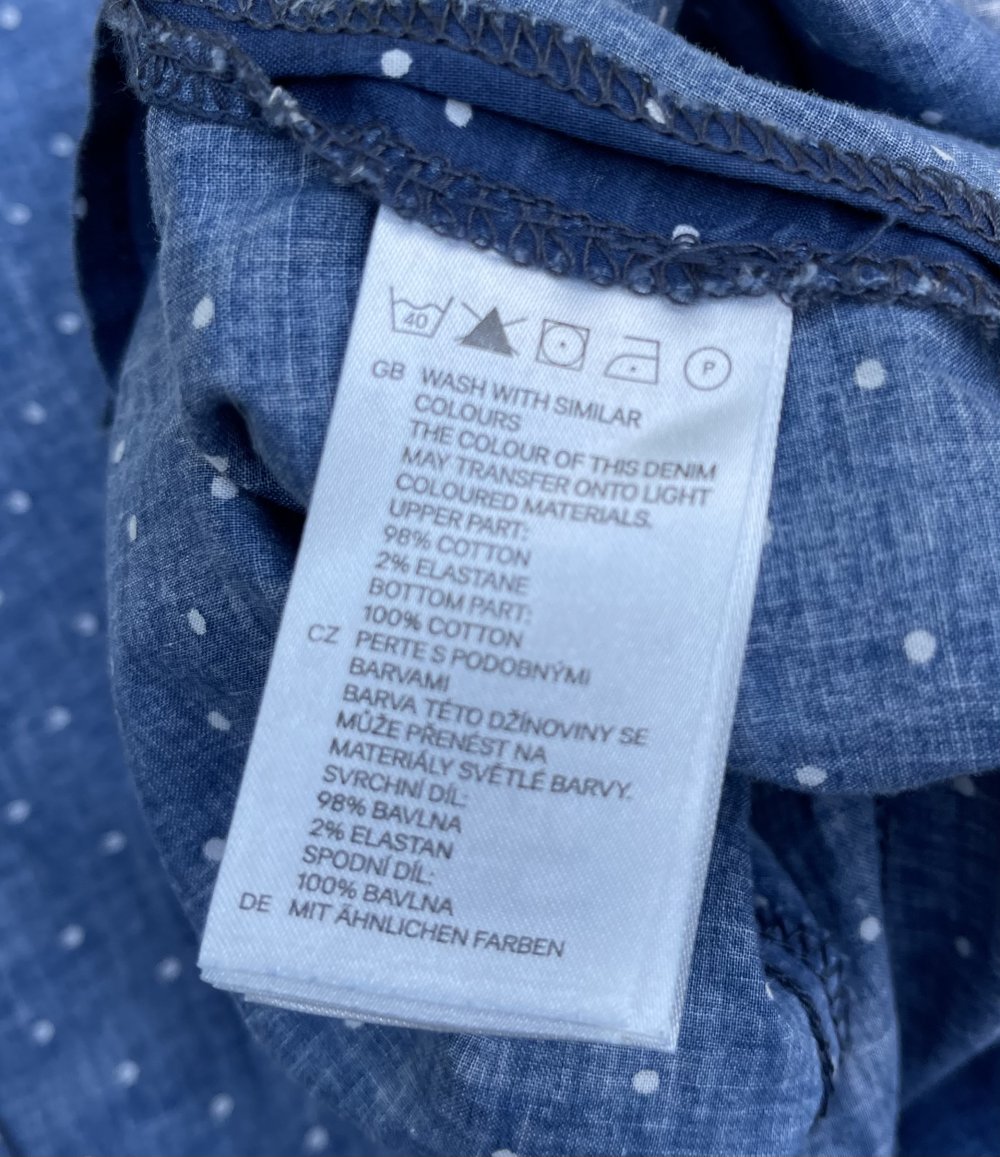 40 P
GB WASH WITH SIMILAR
COLOURS
THE COLOUR OF THIS DENIM
MAY TRANSFER ONTO LIGHT
COLOURED MATERIALS.
UPPER PART:
98% COTTON
2% ELASTANE
BOTTOM PART:
100% COTTON
CZ PERTE S PODOBNÝMI
BARVAMI
BARVA TÉTO DŽÍNOVINY SE
MŮŽE PŘENÉST NA
MATERIÁLY SVĚTLÉ BARVY.
SVRCHNÍ DÍL:
98% BAVLNA
2% ELASTAN
SPODNÍ DÍL:
100% BAVLNA
DE MIT ÄHNLICHEN FARBEN